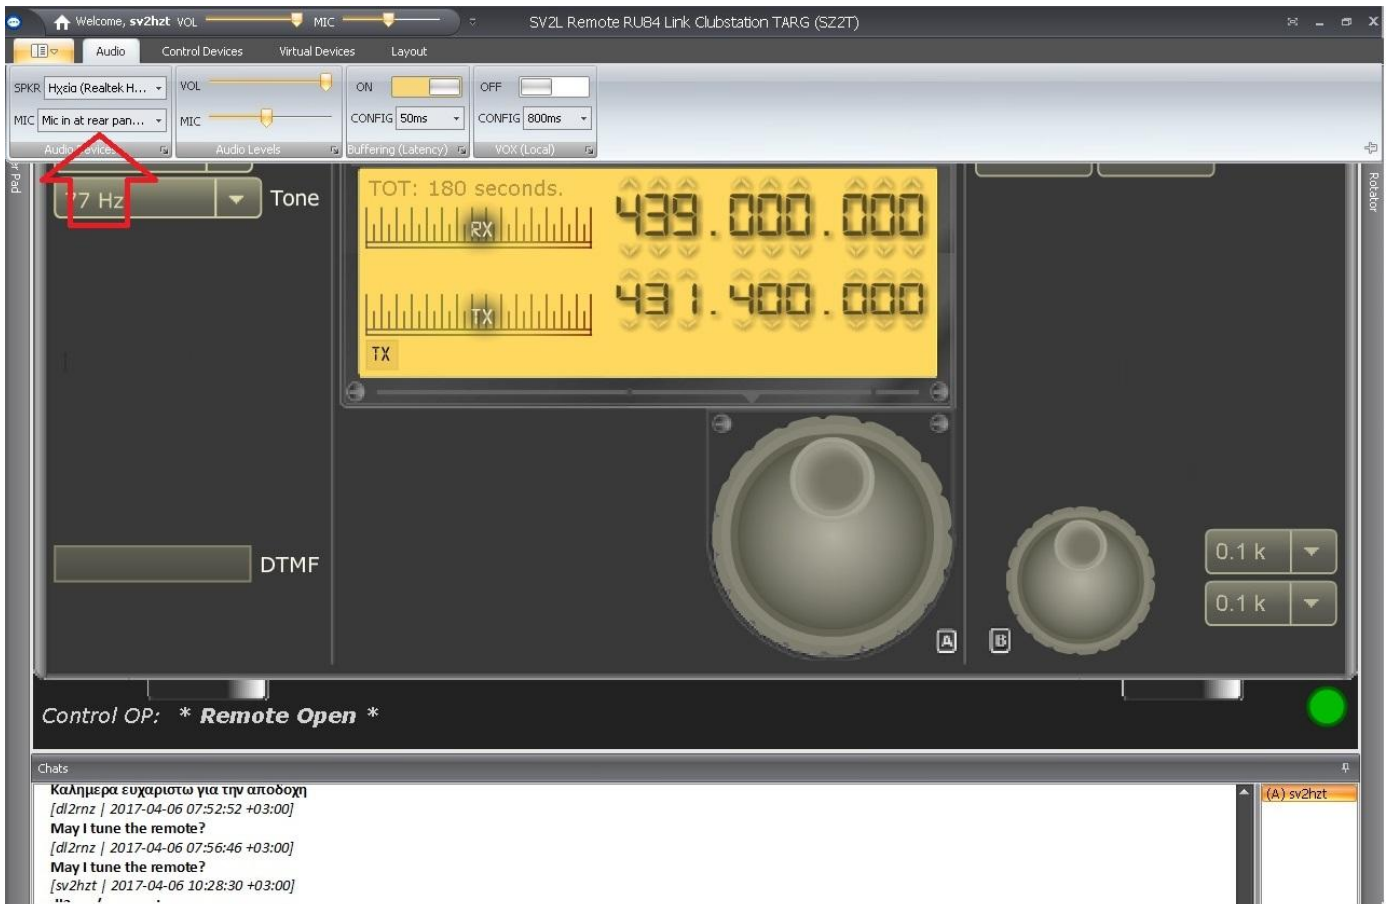 Welcome, sv2hzt VOL MIC SV2L Remote RU84 Link Clubstation TARG (SZ2T)
Audio Control Devices Virtual Devices Layout
SPKR Ηχεία (Realtek H... VOL ON OFF
MIC Mic in at rear pan... MIC CONFIG 50ms CONFIG 800ms
Audio Devices Audio Levels Buffering (Latency) VOX (Local)
Pad
Rotator
77 Hz Tone
TOT: 180 seconds.
RX
439.000.000
TX
431.400.000
TX
DTMF
0.1 k
0.1 k
A B
Control OP: * Remote Open *
Chats
Καλημερα ευχαριστω για την αποδοχη
(A) sv2hzt
[dl2rnz | 2017-04-06 07:52:52 +03:00]
May I tune the remote?
[dl2rnz | 2017-04-06 07:56:46 +03:00]
May I tune the remote?
[sv2hzt | 2017-04-06 10:28:30 +03:00]